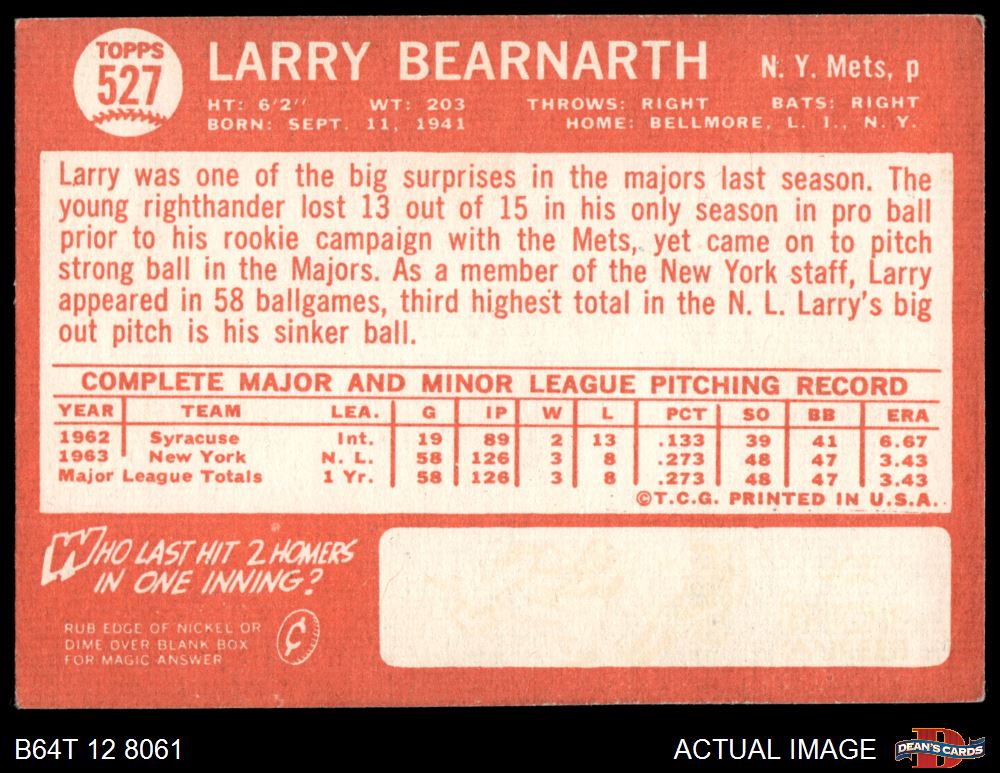 TOPPS
527
LARRY BEARNARTH
N. Y. Mets, p
HT: 6'2" WT: 203 THROWS: RIGHT BATS: RIGHT
BORN: SEPT. 11, 1941 HOME: BELLMORE, L. I., N. Y.
Larry was one of the big surprises in the majors last season. The
young righthander lost 13 out of 15 in his only season in pro ball
prior to his rookie campaign with the Mets, yet came on to pitch
strong ball in the Majors. As a member of the New York staff, Larry
appeared in 58 ballgames, third highest total in the N. L. Larry's big
out pitch is his sinker ball.
COMPLETE MAJOR AND MINOR LEAGUE PITCHING RECORD
YEAR TEAM LEA. G IP W L PCT SO BB ERA
1962 Syracuse Int. 19 89 2 13 .133 39 41 6.67
1963 New York N. L. 58 126 3 8 .273 48 47 3.43
Major League Totals 1 Yr. 58 126 3 8 .273 48 47 3.43
©T.C.G. PRINTED IN U.S.A.
WHO LAST HIT 2 HOMERS
IN ONE INNING?
RUB EDGE OF NICKEL OR
DIME OVER BLANK BOX
FOR MAGIC ANSWER
¢
B64T 12 8061
ACTUAL IMAGE
DEAN'S CARDS